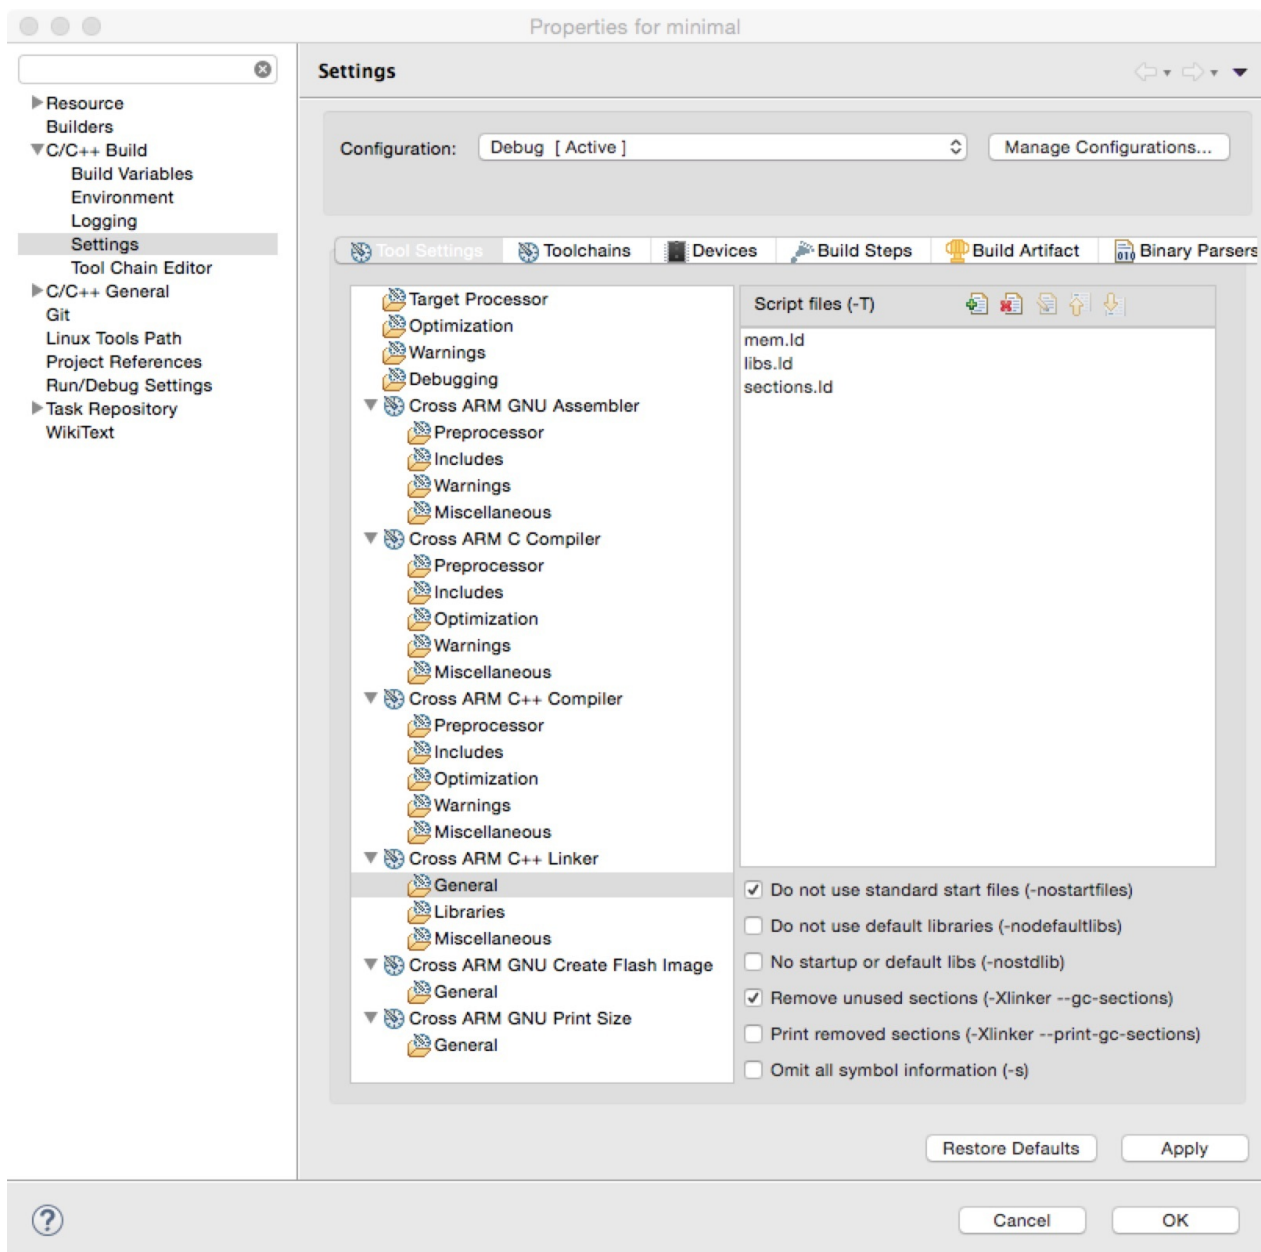 Properties for minimal
Resource
Builders
C/C++ Build
Build Variables
Environment
Logging
Settings
Tool Chain Editor
C/C++ General
Git
Linux Tools Path
Project References
Run/Debug Settings
Task Repository
WikiText
Settings
Configuration: Debug [ Active ] Manage Configurations...
Tool Settings Toolchains Devices Build Steps Build Artifact Binary Parsers
Target Processor
Optimization
Warnings
Debugging
Cross ARM GNU Assembler
Preprocessor
Includes
Warnings
Miscellaneous
Cross ARM C Compiler
Preprocessor
Includes
Optimization
Warnings
Miscellaneous
Cross ARM C++ Compiler
Preprocessor
Includes
Optimization
Warnings
Miscellaneous
Cross ARM C++ Linker
General
Libraries
Miscellaneous
Cross ARM GNU Create Flash Image
General
Cross ARM GNU Print Size
General
Script files (-T)
mem.ld
libs.ld
sections.ld
Do not use standard start files (-nostartfiles)
Do not use default libraries (-nodefaultlibs)
No startup or default libs (-nostdlib)
Remove unused sections (-Xlinker --gc-sections)
Print removed sections (-Xlinker --print-gc-sections)
Omit all symbol information (-s)
Restore Defaults Apply
? Cancel OK